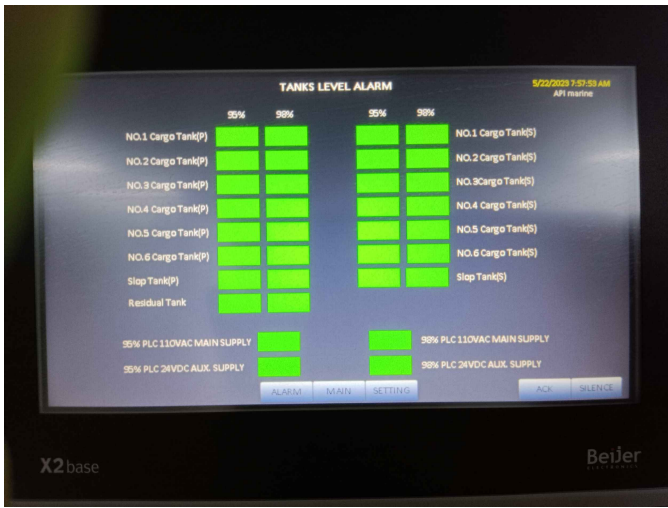 TANKS LEVEL ALARM
5/22/2023 7:57:53 AM
API marine
95% 98% 95% 98%
NO.1 Cargo Tank(P) NO.1 Cargo Tank(S)
NO.2 Cargo Tank(P) NO.2 Cargo Tank(S)
NO.3 Cargo Tank(P) NO.3Cargo Tank(S)
NO.4 Cargo Tank(P) NO.4 Cargo Tank(S)
NO.5 Cargo Tank(P) NO.5 Cargo Tank(S)
NO.6 Cargo Tank(P) NO.6 Cargo Tank(S)
Slop Tank(P) Slop Tank(S)
Residual Tank
95% PLC 110VAC MAIN SUPPLY 98% PLC 110VAC MAIN SUPPLY
95% PLC 24VDC AUX. SUPPLY 98% PLC 24VDC AUX. SUPPLY
ALARM MAIN SETTING ACK SILENCE
X2 base Beijer
ELECTRONICS